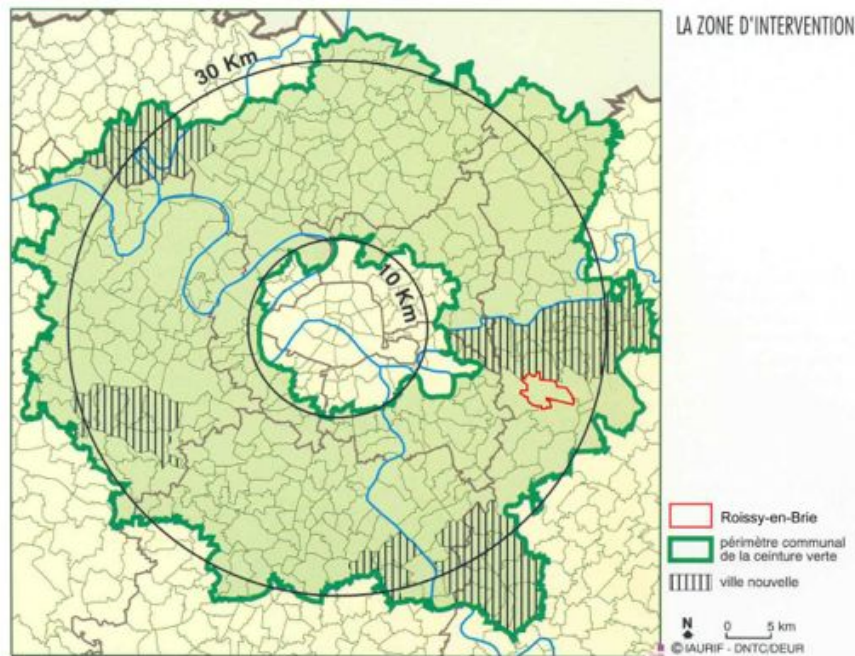 LA ZONE D'INTERVENTION
30 Km
10 Km
Roissy-en-Brie
périmètre communal
de la ceinture verte
ville nouvelle
N
0 5 km
© IAURIF - DNTC/DEUR